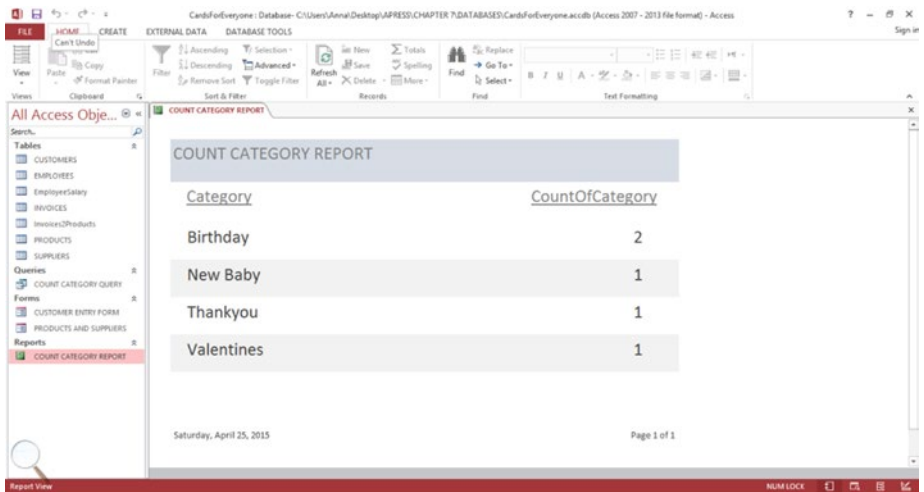 CardsForEveryone : Database- C:\Users\Anna\Desktop\APRESS\CHAPTER 7\DATABASES\CardsForEveryone.accdb (Access 2007 - 2013 file format) - Access
Sign in
FILE HOME CREATE EXTERNAL DATA DATABASE TOOLS
Can't Undo
View
Paste
Copy
Format Painter
Filter
Ascending
Descending
Remove Sort
Selection
Advanced
Toggle Filter
Refresh All
New
Save
Delete
Totals
Spelling
More
Find
Replace
Go To
Select
B I U A
Views Clipboard Sort & Filter Records Find Text Formatting
All Access Obje...
Search..
Tables
CUSTOMERS
EMPLOYEES
EmployeeSalary
INVOICES
Invoices2Products
PRODUCTS
SUPPLIERS
Queries
COUNT CATEGORY QUERY
Forms
CUSTOMER ENTRY FORM
PRODUCTS AND SUPPLIERS
Reports
COUNT CATEGORY REPORT
COUNT CATEGORY REPORT
COUNT CATEGORY REPORT
Category CountOfCategory
Birthday 2
New Baby 1
Thankyou 1
Valentines 1
Saturday, April 25, 2015 Page 1 of 1
Report View NUM LOCK